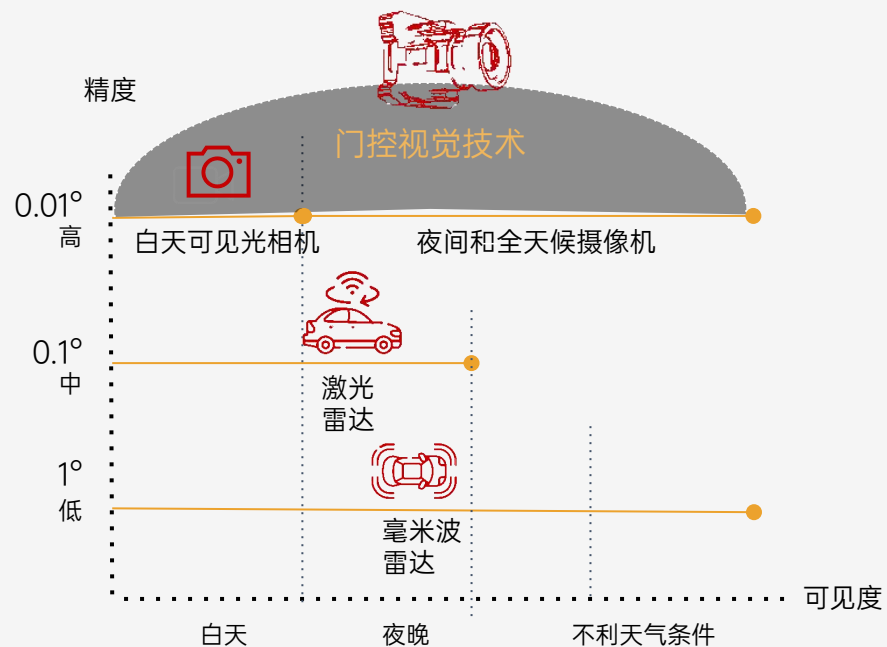 精度
门控视觉技术
0.01°
高
白天可见光相机
夜间和全天候摄像机
0.1°
中
激光
雷达
1°
低
毫米波
雷达
可见度
白天
夜晚
不利天气条件